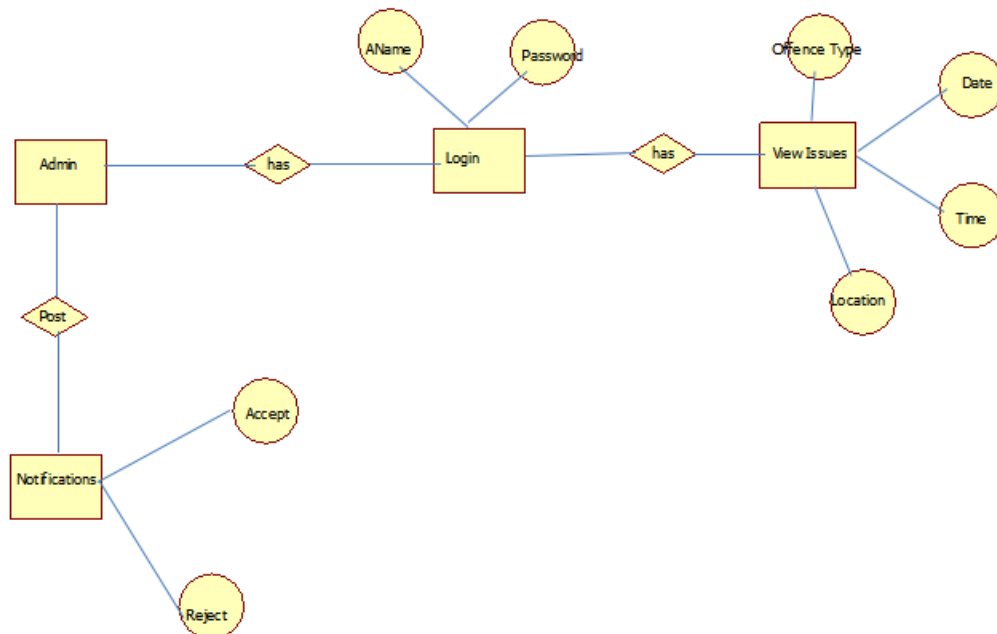 AName
Password
Offence Type
Date
Admin
has
Login
has
View Issues
Time
Location
Post
Accept
Notifications
Reject